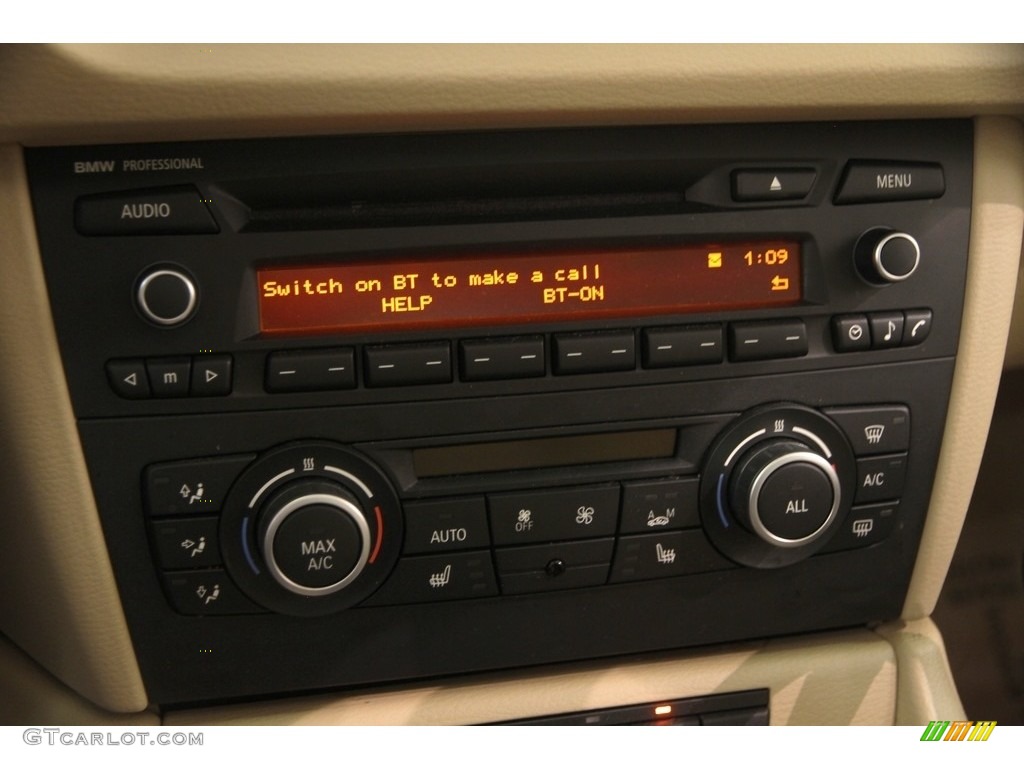 BMW PROFESSIONAL
AUDIO
MENU
1:09
Switch on BT to make a call
HELP BT-ON
m
MAX
A/C
AUTO
OFF
A M
ALL
A/C
GTCARLOT.COM